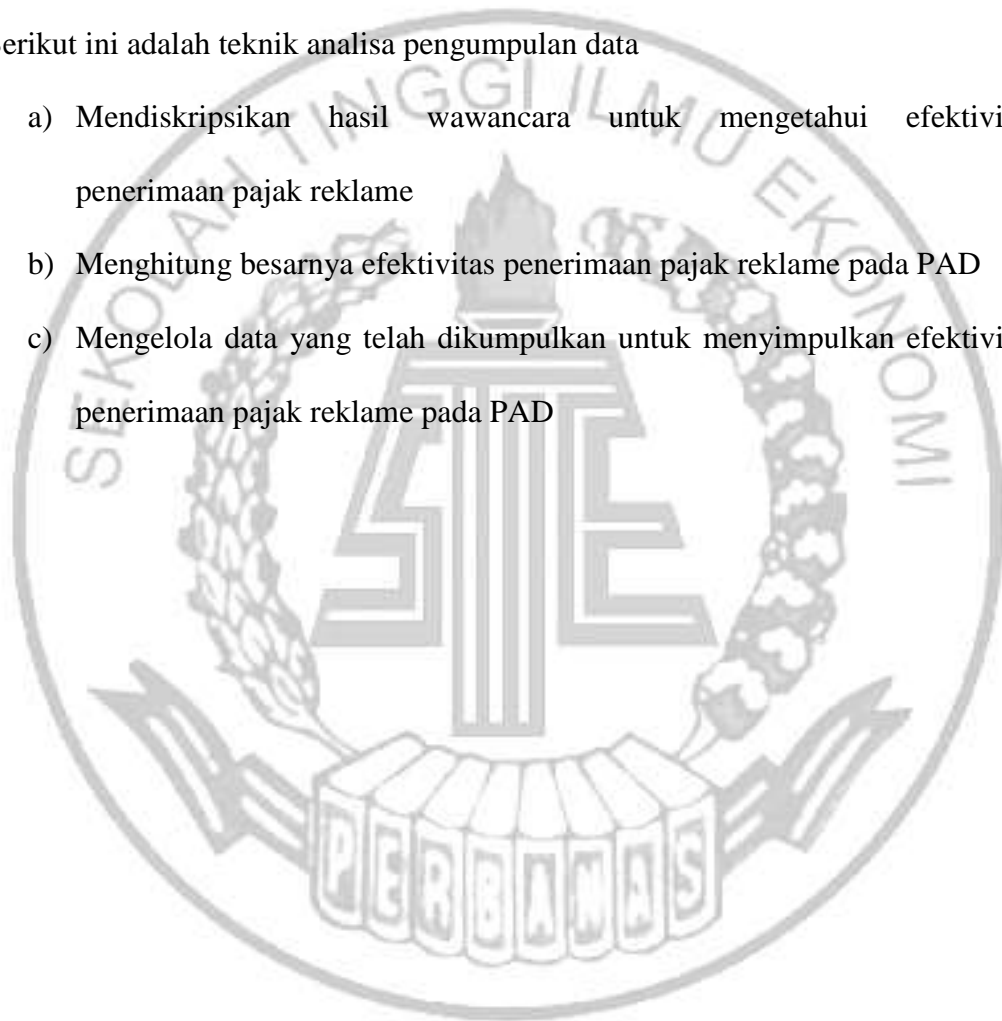 erikut ini adalah teknik analisa pengumpulan data
a) Mendiskripsikan hasil wawancara untuk mengetahui efektivi
penerimaan pajak reklame
b) Menghitung besarnya efektivitas penerimaan pajak reklame pada PAD
c) Mengelola data yang telah dikumpulkan untuk menyimpulkan efektivi
penerimaan pajak reklame pada PAD
SEKOLAH TINGGI ILMU EKONOMI
STIE
PERBANAS